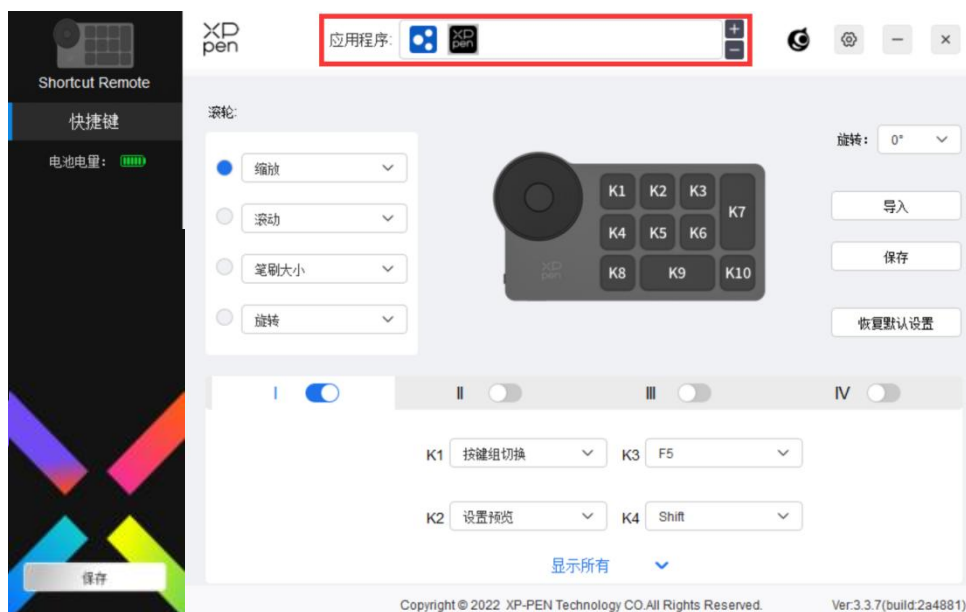 Shortcut Remote
快捷键
电池电量:
保存
XP
pen
应用程序:
XP
pen
滚轮:
缩放
滚动
笔刷大小
旋转
K1 K2 K3
K7
K4 K5 K6
K8 K9 K10
XP
pen
旋转: 0°
导入
保存
恢复默认设置
I II III IV
K1 按键组切换 K3 F5
K2 设置预览 K4 Shift
显示所有
Copyright © 2022 XP-PEN Technology CO.All Rights Reserved. Ver:3.3.7(build:2a4881)